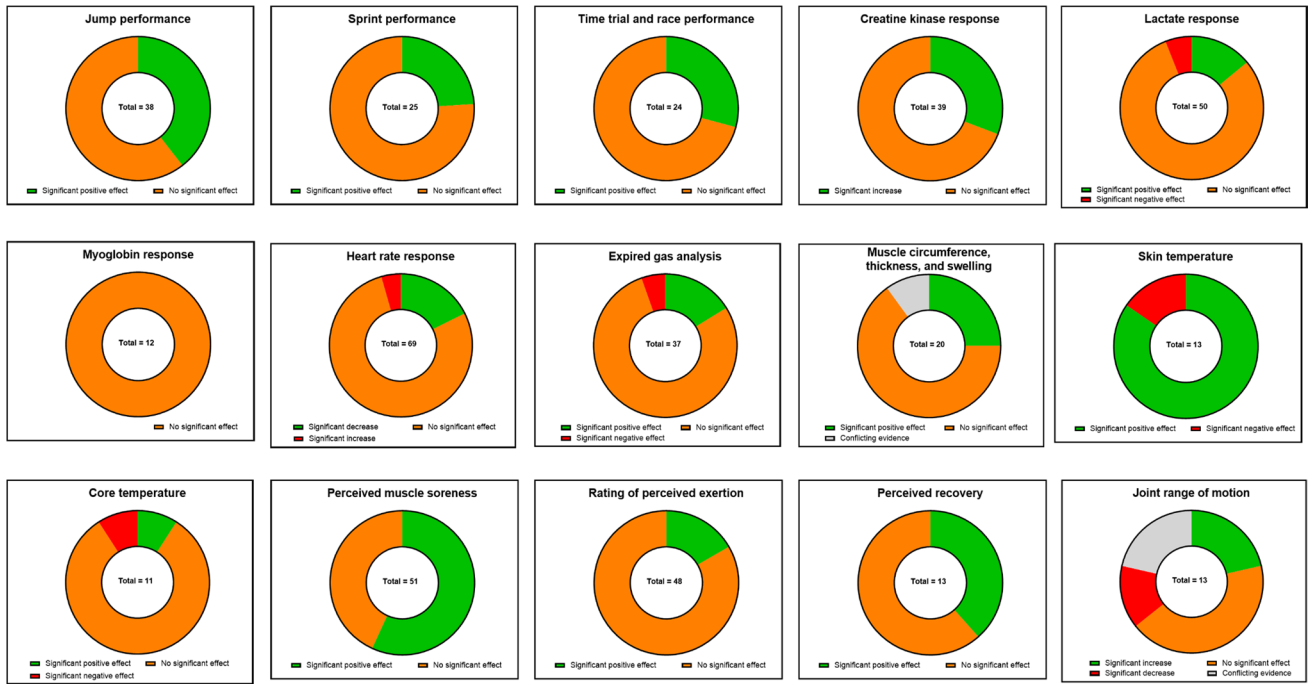 Jump performance
Total = 38
Significant positive effect No significant effect
Sprint performance
Total = 25
Significant positive effect No significant effect
Time trial and race performance
Total = 24
Significant positive effect No significant effect
Creatine kinase response
Total = 39
Significant increase No significant effect
Lactate response
Total = 50
Significant positive effect No significant effect
Significant negative effect
Myoglobin response
Total = 12
No significant effect
Heart rate response
Total = 69
Significant decrease No significant effect
Significant increase
Expired gas analysis
Total = 37
Significant positive effect No significant effect
Significant negative effect
Muscle circumference,
thickness, and swelling
Total = 20
Significant positive effect No significant effect
Conflicting evidence
Skin temperature
Total = 13
Significant positive effect Significant negative effect
Core temperature
Total = 11
Significant positive effect No significant effect
Significant negative effect
Perceived muscle soreness
Total = 51
Significant positive effect No significant effect
Rating of perceived exertion
Total = 48
Significant positive effect No significant effect
Perceived recovery
Total = 13
Significant positive effect No significant effect
Joint range of motion
Total = 13
Significant increase No significant effect
Significant decrease Conflicting evidence